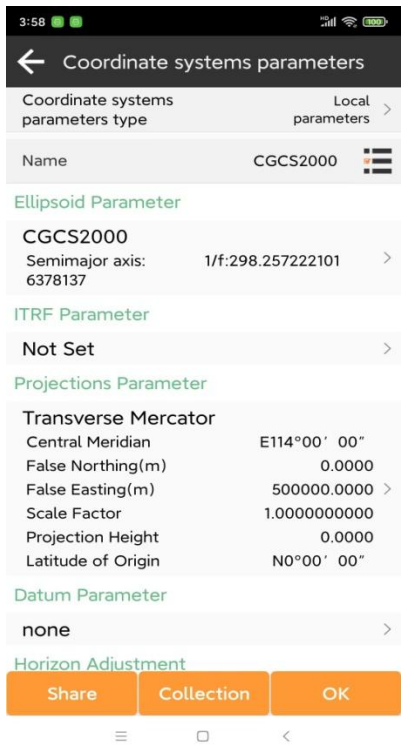 3:58 HD 100
Coordinate systems parameters
Coordinate systems Local
parameters type parameters
Name CGCS2000
Ellipsoid Parameter
CGCS2000
Semimajor axis: 1/f:298.257222101
6378137
ITRF Parameter
Not Set
Projections Parameter
Transverse Mercator
Central Meridian E114°00′ 00″
False Northing(m) 0.0000
False Easting(m) 500000.0000
Scale Factor 1.0000000000
Projection Height 0.0000
Latitude of Origin N0°00′ 00″
Datum Parameter
none
Horizon Adjustment
Share Collection OK